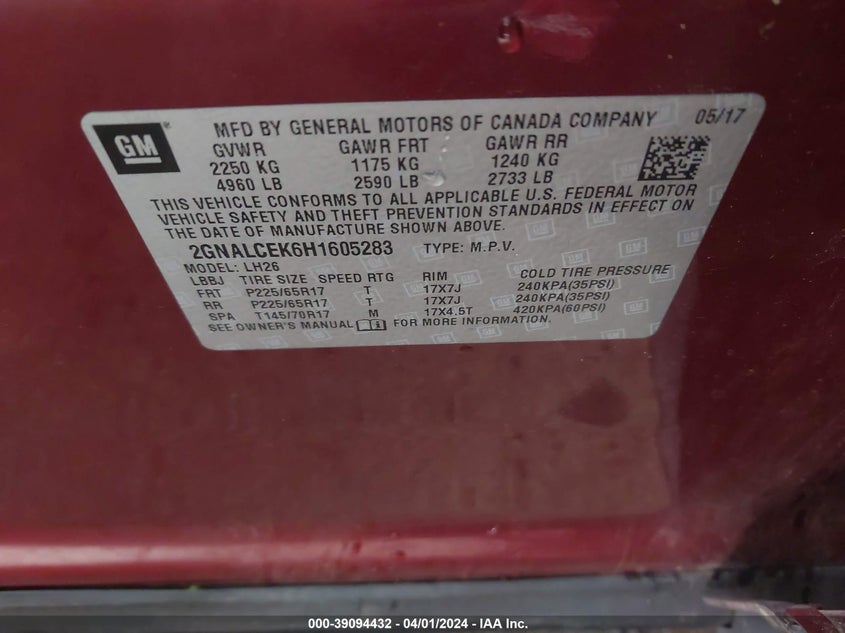 GM ® MFD BY GENERAL MOTORS OF CANADA COMPANY 05/17
GVWR GAWR FRT GAWR RR
2250 KG 1175 KG 1240 KG
4960 LB 2590 LB 2733 LB
THIS VEHICLE CONFORMS TO ALL APPLICABLE U.S. FEDERAL MOTOR
VEHICLE SAFETY AND THEFT PREVENTION STANDARDS IN EFFECT ON
THE DATE OF MANUFACTURE SHOWN ABOVE.
2GNALCEK6H1605283 TYPE: M.P.V.
MODEL: LH26
LBBJ TIRE SIZE SPEED RTG RIM COLD TIRE PRESSURE
FRT P225/65R17 T 17X7J 240KPA(35PSI)
RR P225/65R17 T 17X7J 240KPA(35PSI)
SPA T145/70R17 M 17X4.5T 420KPA(60PSI)
SEE OWNER'S MANUAL FOR MORE INFORMATION.
000-39094432 - 04/01/2024 - IAA Inc.